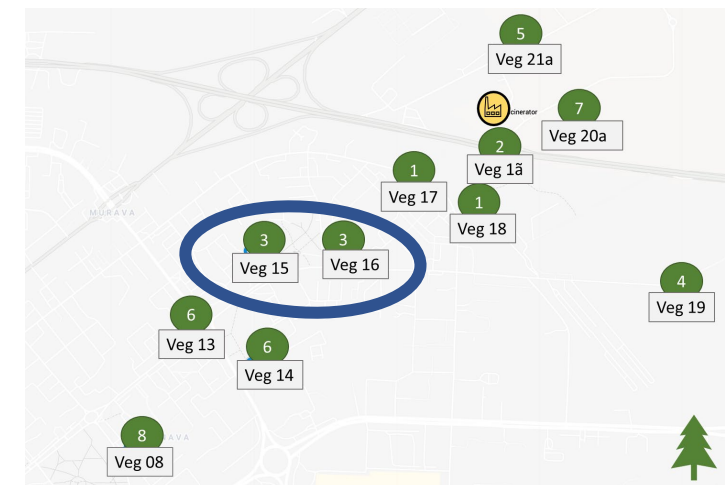 5
Veg 21a
cinerator
7
Veg 20a
2
Veg 1ã
1
Veg 17
1
Veg 18
MURAVA
3
Veg 15
3
Veg 16
4
Veg 19
6
Veg 13
6
Veg 14
8
AVA
Veg 08